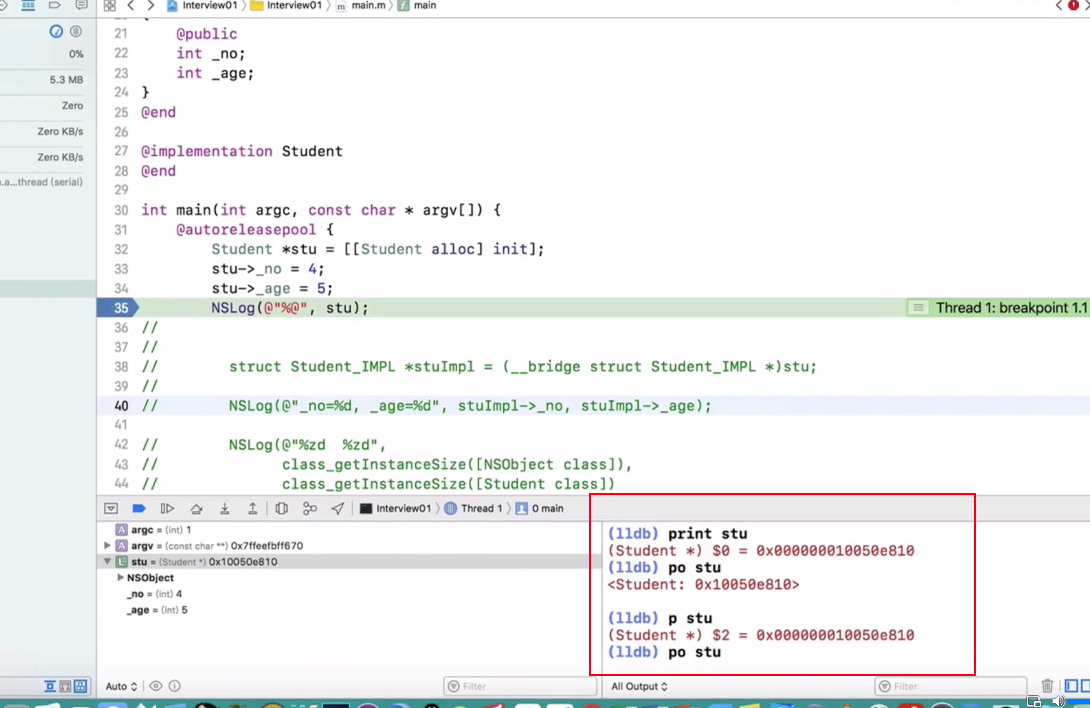 Interview01 〉 Interview01 〉 m main.m 〉 f main
0%
5.3 MB
Zero
Zero KB/s
Zero KB/s
.a...thread (serial)
21 @public
22 int _no;
23 int _age;
24 }
25 @end
26
27 @implementation Student
28 @end
29
30 int main(int argc, const char * argv[]) {
31 @autoreleasepool {
32 Student *stu = [[Student alloc] init];
33 stu->_no = 4;
34 stu->_age = 5;
35 NSLog(@"%@", stu); Thread 1: breakpoint 1.1
36 //
37 //
38 // struct Student_IMPL *stuImpl = (__bridge struct Student_IMPL *)stu;
39 //
40 // NSLog(@"_no=%d, _age=%d", stuImpl->_no, stuImpl->_age);
41
42 // NSLog(@"%zd  %zd",
43 // class_getInstanceSize([NSObject class]),
44 // class_getInstanceSize([Student class])
Interview01 〉 Thread 1 〉 0 main
A argc = (int) 1
A argv = (const char **) 0x7ffeefbff670
L stu = (Student *) 0x10050e810
NSObject
_no = (int) 4
_age = (int) 5
(lldb) print stu
(Student *) $0 = 0x000000010050e810
(lldb) po stu
<Student: 0x10050e810>
(lldb) p stu
(Student *) $2 = 0x000000010050e810
(lldb) po stu
Auto Filter All Output Filter